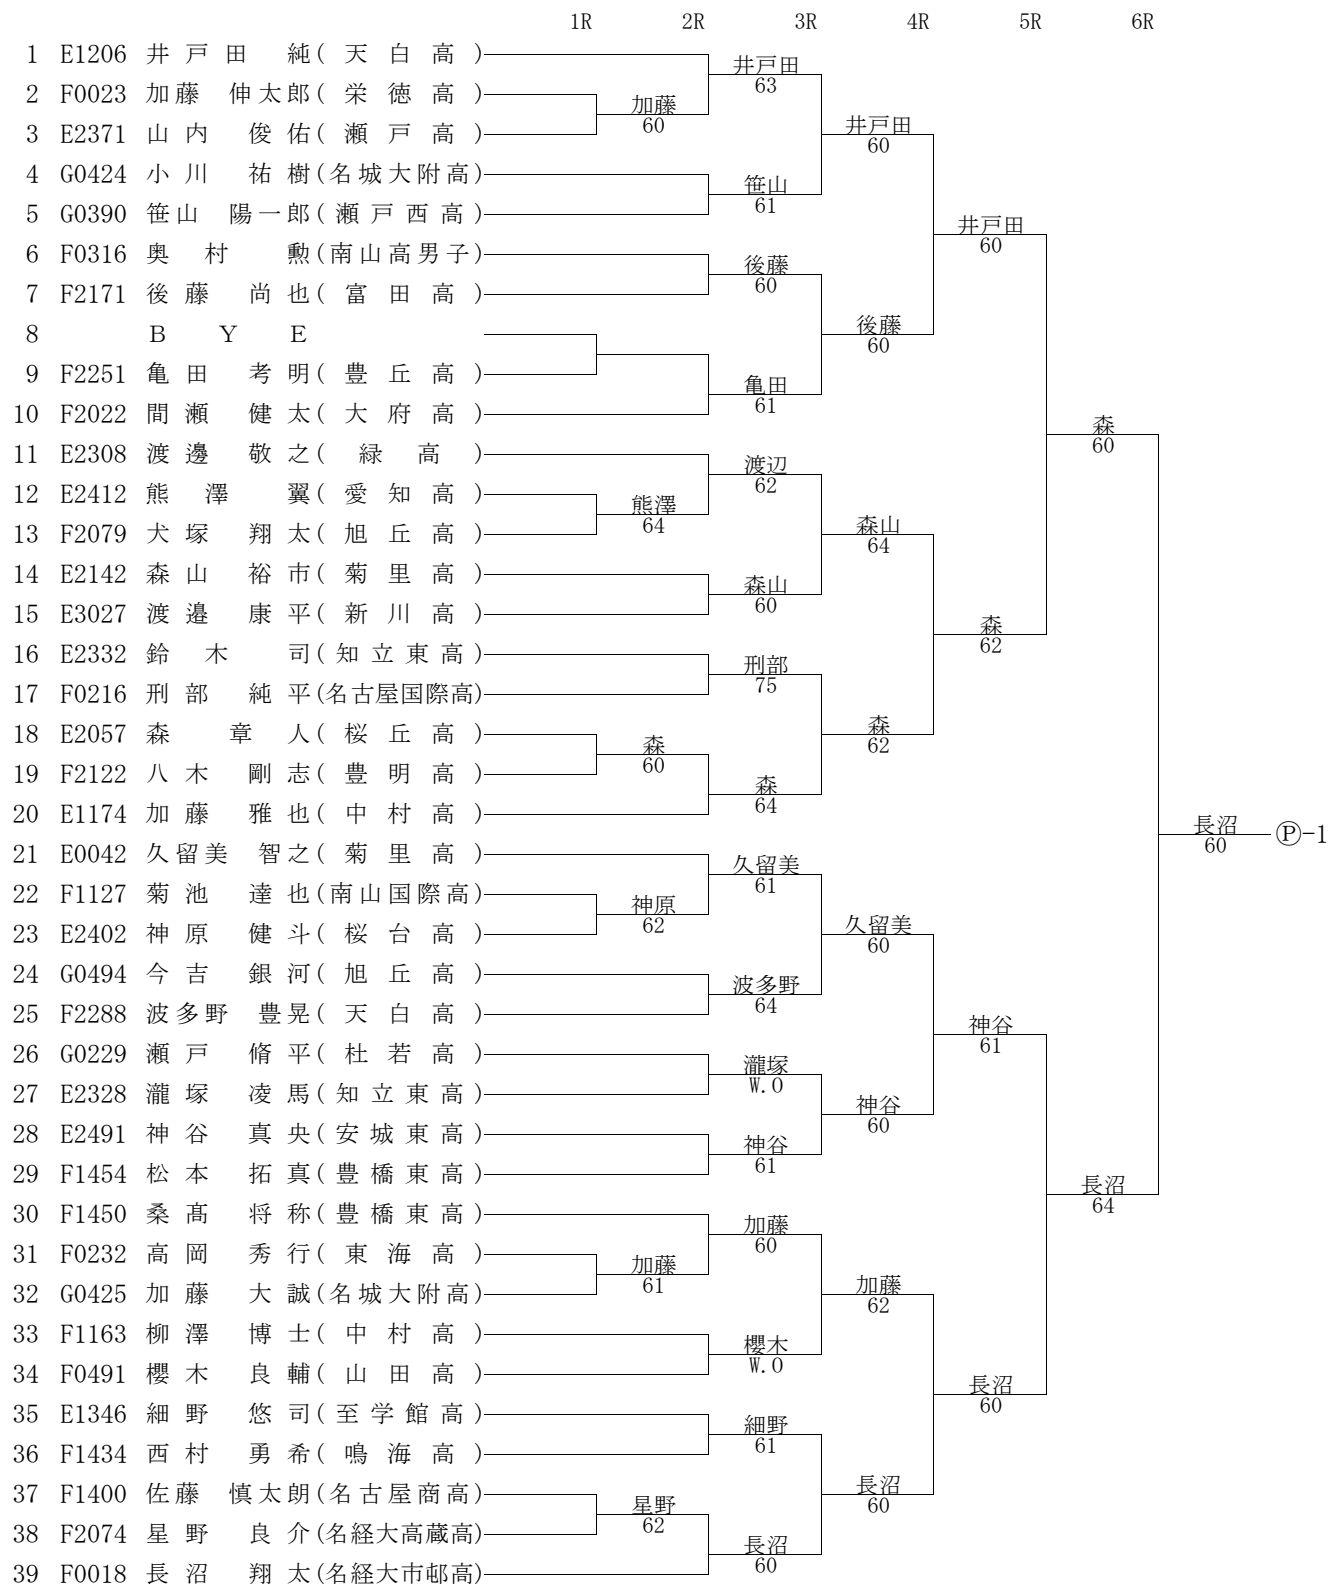 1R 2R 3R 4R 5R 6R
1 E1206 井戸田 純(天白高)
井戸田
63
2 F0023 加藤 伸太郎(栄徳高)
加藤
60
3 E2371 山内 俊佑(瀬戸高)
井戸田
60
4 G0424 小川 祐樹(名城大附高)
笹山
61
5 G0390 笹山 陽一郎(瀬戸西高)
井戸田
60
6 F0316 奥村 勲(南山高男子)
後藤
60
7 F2171 後藤 尚也(富田高)
8 BYE
後藤
60
9 F2251 亀田 考明(豊丘高)
亀田
61
10 F2022 間瀬 健太(大府高)
森
60
11 E2308 渡邊 敬之(緑高)
渡辺
62
12 E2412 熊澤 翼(愛知高)
熊澤
64
13 F2079 犬塚 翔太(旭丘高)
森山
64
14 E2142 森山 裕市(菊里高)
森山
60
15 E3027 渡邉 康平(新川高)
森
62
16 E2332 鈴木 司(知立東高)
刑部
75
17 F0216 刑部 純平(名古屋国際高)
18 E2057 森 章人(桜丘高)
森
60
森
62
19 F2122 八木 剛志(豊明高)
森
64
20 E1174 加藤 雅也(中村高)
長沼
60
Ⓟ-1
21 E0042 久留美 智之(菊里高)
久留美
61
22 F1127 菊池 達也(南山国際高)
神原
62
23 E2402 神原 健斗(桜台高)
久留美
60
24 G0494 今吉 銀河(旭丘高)
波多野
64
25 F2288 波多野 豊晃(天白高)
神谷
61
26 G0229 瀬戸 脩平(杜若高)
瀧塚
W.O
27 E2328 瀧塚 凌馬(知立東高)
神谷
60
28 E2491 神谷 真央(安城東高)
神谷
61
29 F1454 松本 拓真(豊橋東高)
長沼
64
30 F1450 桑髙 将称(豊橋東高)
加藤
60
31 F0232 高岡 秀行(東海高)
加藤
61
32 G0425 加藤 大誠(名城大附高)
加藤
62
33 F1163 柳澤 博士(中村高)
櫻木
W.O
34 F0491 櫻木 良輔(山田高)
長沼
60
35 E1346 細野 悠司(至学館高)
細野
61
36 F1434 西村 勇希(鳴海高)
37 F1400 佐藤 慎太朗(名古屋商高)
星野
62
長沼
60
38 F2074 星野 良介(名経大高蔵高)
長沼
60
39 F0018 長沼 翔太(名経大市邨高)